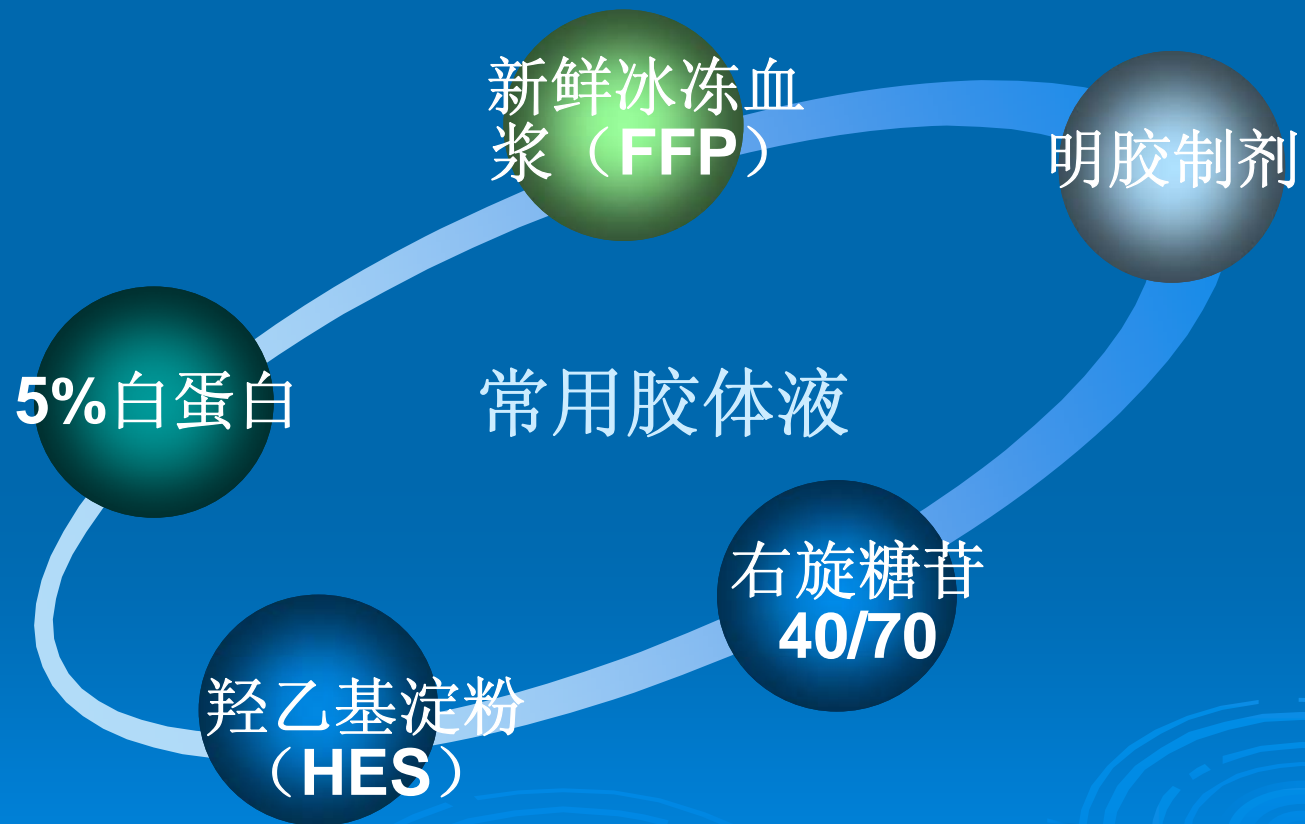 新鲜冰冻血
浆（FFP）
明胶制剂
5%白蛋白
常用胶体液
右旋糖苷
40/70
羟乙基淀粉
（HES）